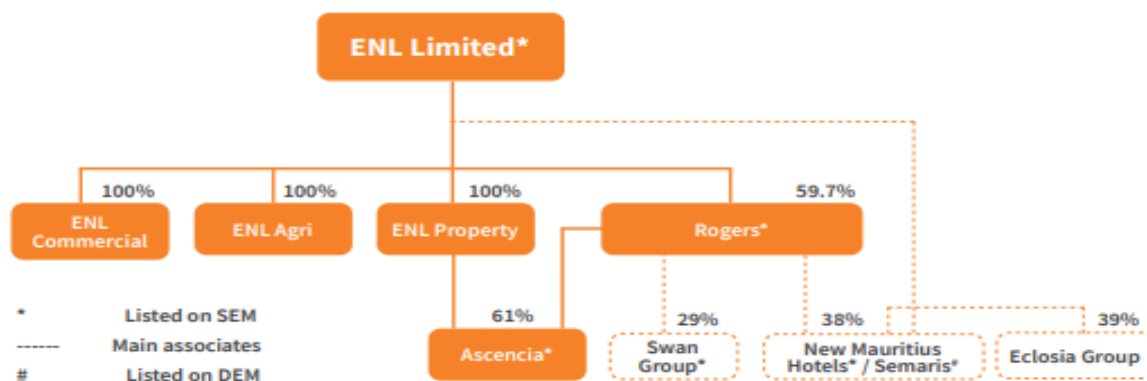 ENL Limited*
100%
100%
100%
59.7%
ENL
Commercial
ENL Agri
ENL Property
Rogers*
* Listed on SEM
------ Main associates
# Listed on DEM
61%
29%
38%
39%
Ascencia*
Swan
Group*
New Mauritius
Hotels* / Semaris*
Eclosia Group